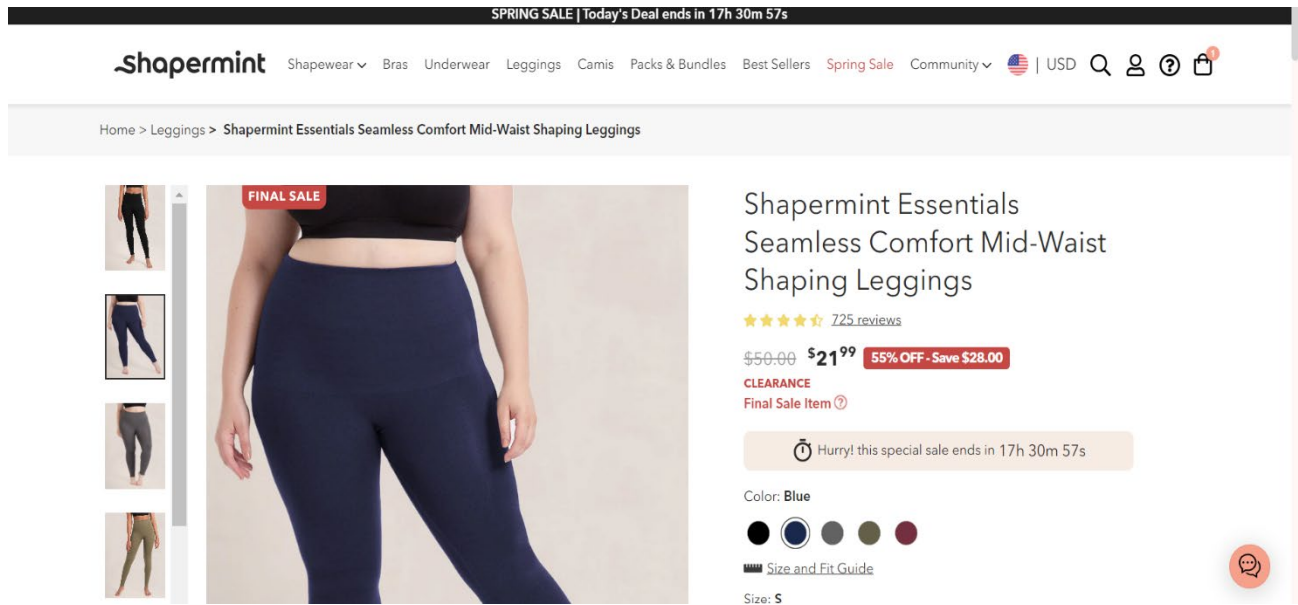 SPRING SALE | Today's Deal ends in 17h 30m 57s
shapermint Shapewear Bras Underwear Leggings Camis Packs & Bundles Best Sellers Spring Sale Community | USD 1
Home > Leggings > Shapermint Essentials Seamless Comfort Mid-Waist Shaping Leggings
FINAL SALE
Shapermint Essentials
Seamless Comfort Mid-Waist
Shaping Leggings
725 reviews
$50.00 $21.99 55% OFF - Save $28.00
CLEARANCE
Final Sale Item ?
Hurry! this special sale ends in 17h 30m 57s
Color: Blue
Size and Fit Guide
Size: S